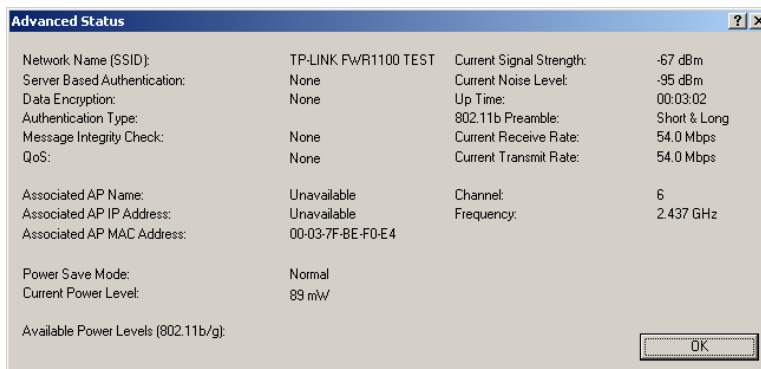 Advanced Status
Network Name (SSID): TP-LINK FWR1100 TEST Current Signal Strength: -67 dBm
Server Based Authentication: None Current Noise Level: -95 dBm
Data Encryption: None Up Time: 00:03:02
Authentication Type: 802.11b Preamble: Short & Long
Message Integrity Check: None Current Receive Rate: 54.0 Mbps
QoS: None Current Transmit Rate: 54.0 Mbps
Associated AP Name: Unavailable Channel: 6
Associated AP IP Address: Unavailable Frequency: 2.437 GHz
Associated AP MAC Address: 00-03-7F-BE-F0-E4
Power Save Mode: Normal
Current Power Level: 89 mW
Available Power Levels (802.11b/g):
OK